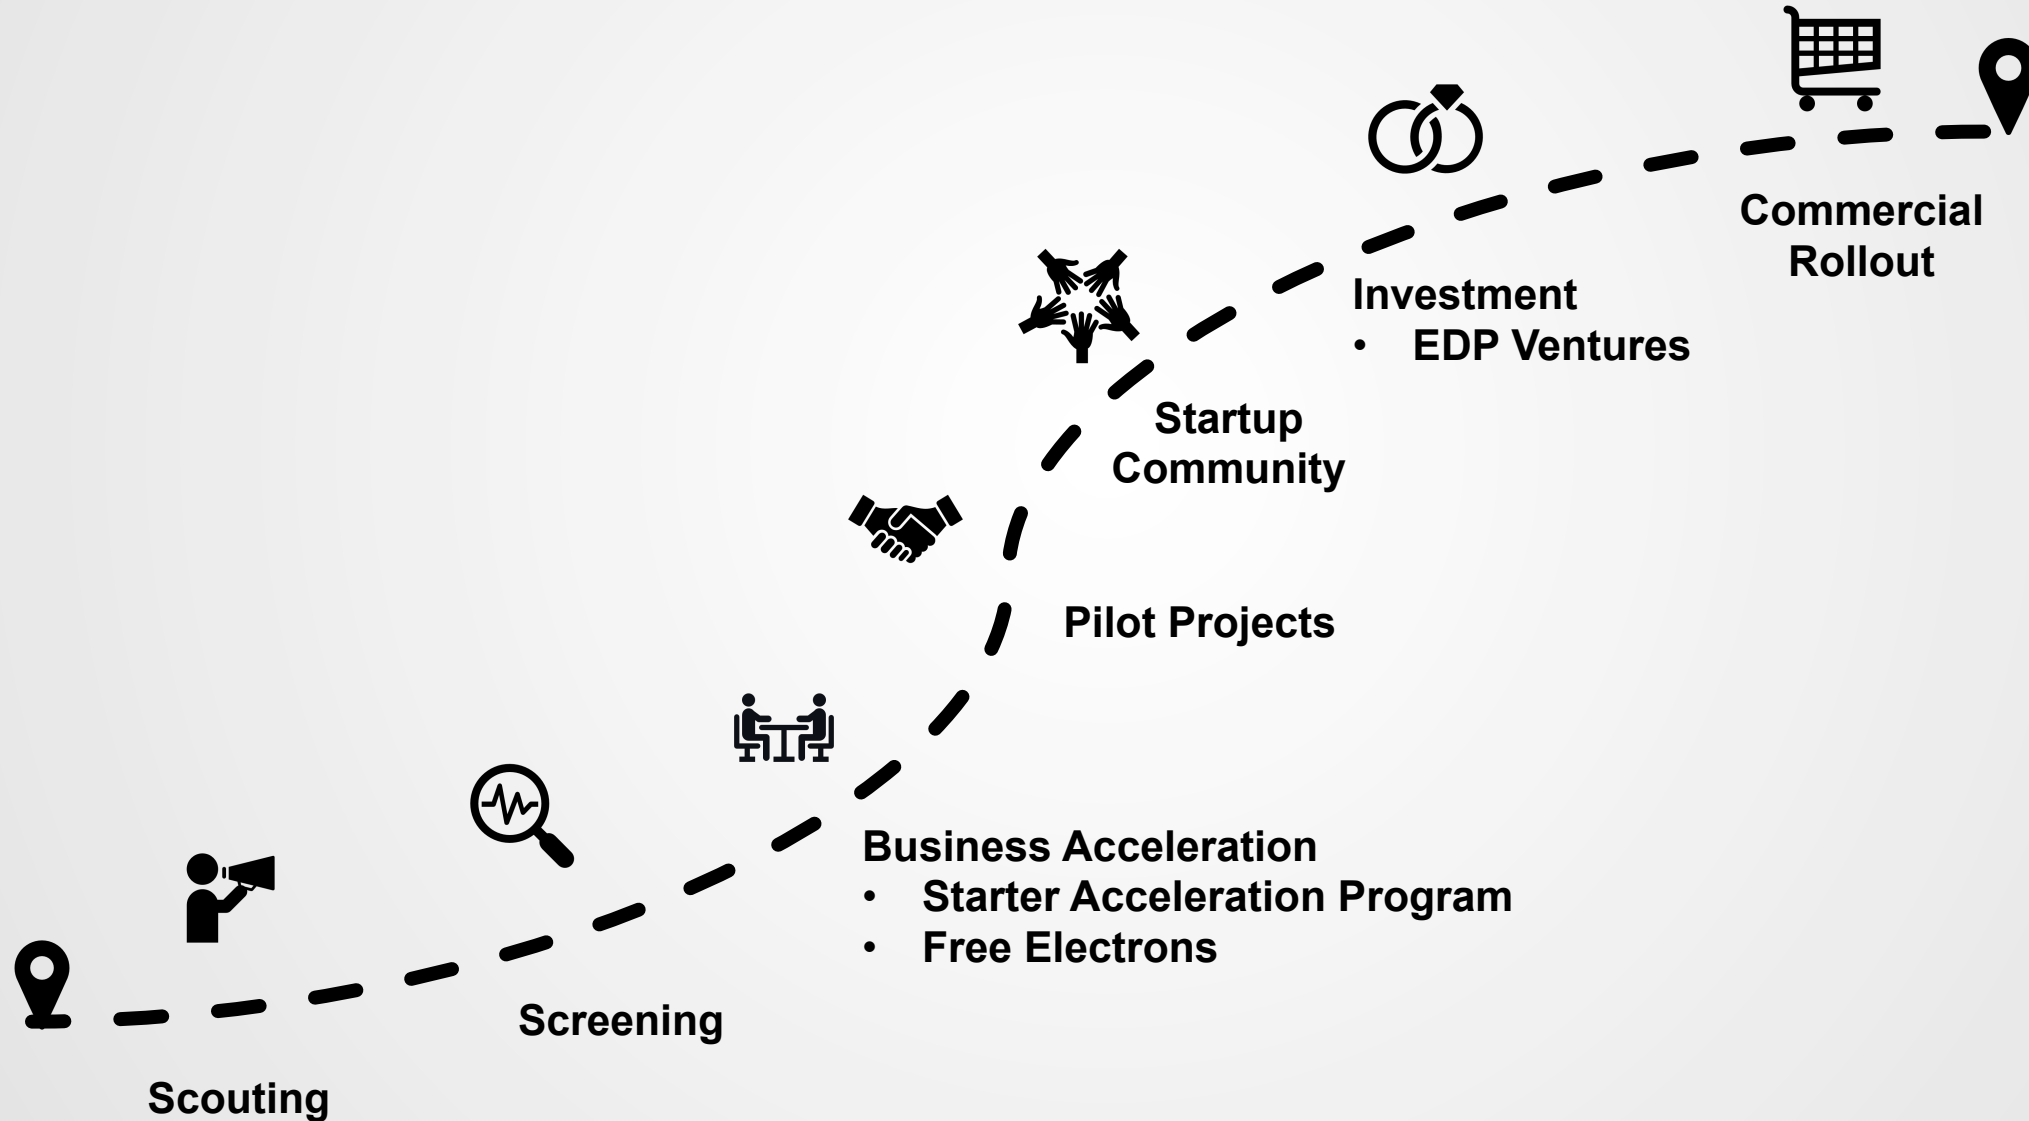 Commercial
Rollout
Investment
• EDP Ventures
Startup
Community
Pilot Projects
Business Acceleration
• Starter Acceleration Program
• Free Electrons
Screening
Scouting